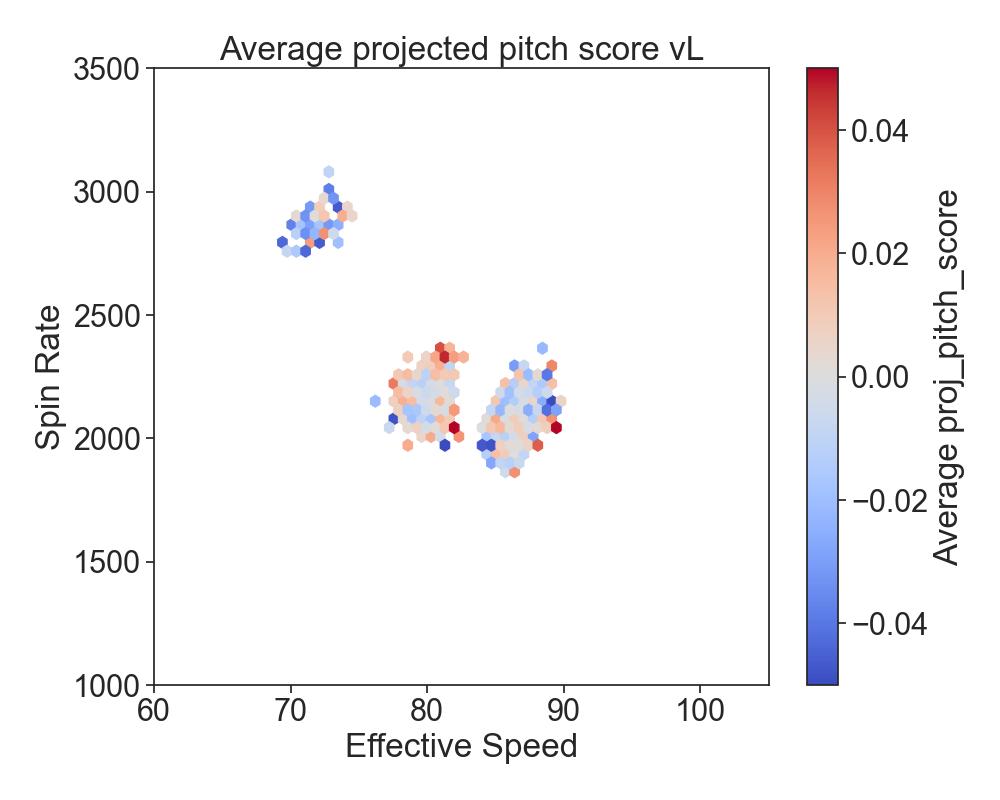 Average projected pitch score vL
3500
3000
2500
2000
1500
1000
Spin Rate
60 70 80 90 100
Effective Speed
0.04
0.02
0.00
−0.02
−0.04
Average proj_pitch_score